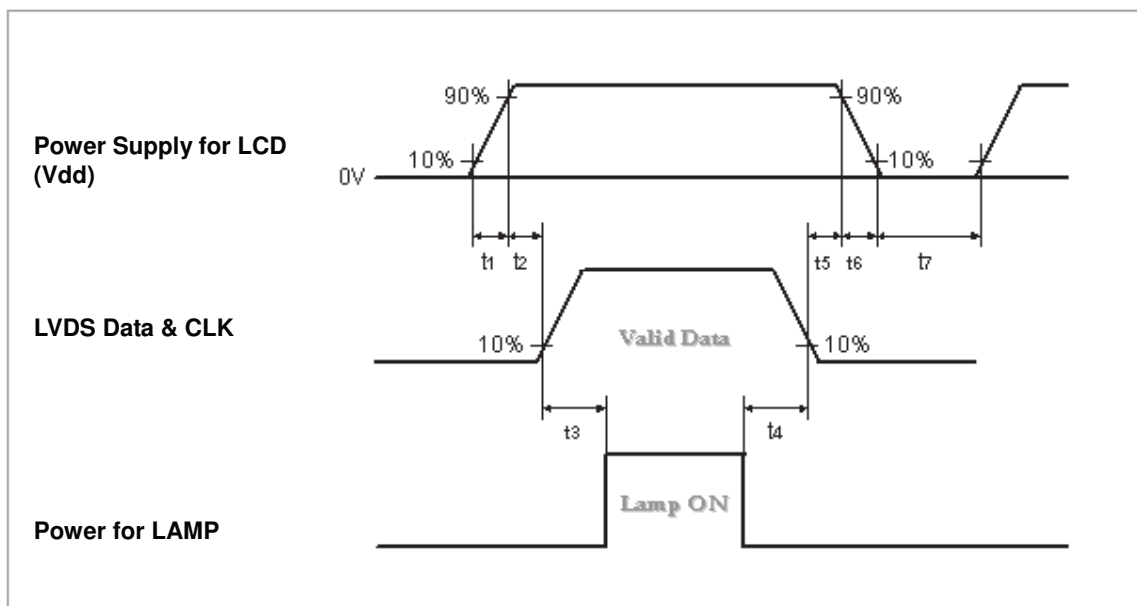 90%
90%
Power Supply for LCD
(Vdd)
10%
10%
0V
t1
t2
t5
t6
t7
LVDS Data & CLK
10%
Valid Data
10%
t3
t4
Lamp ON
Power for LAMP